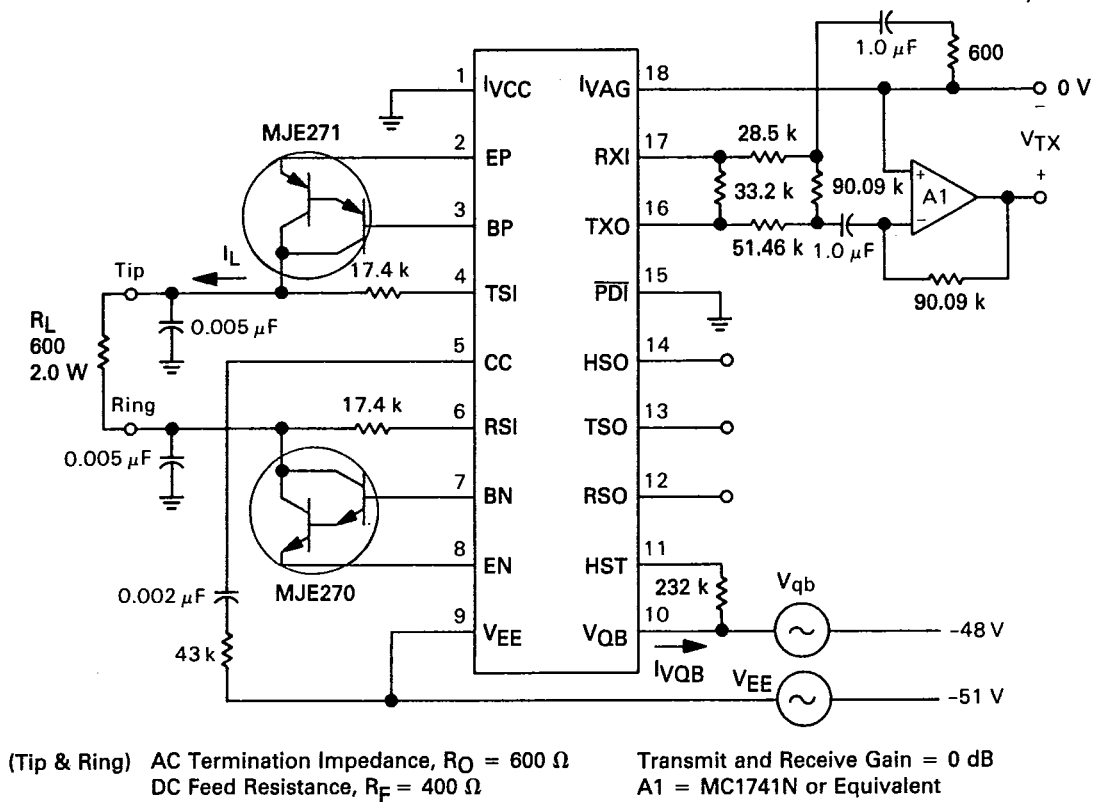 1.0 μF
600
1
IVCC
IVAG
18
0 V
−
MJE271
2
EP
RXI
17
28.5 k
VTX
+
3
BP
TXO
16
33.2 k
90.09 k
+
A1
−
51.46 k
1.0 μF
IL
Tip
17.4 k
4
TSI
PDI
15
90.09 k
RL
600
2.0 W
0.005 μF
5
CC
HSO
14
Ring
17.4 k
6
RSI
TSO
13
0.005 μF
7
BN
RSO
12
8
EN
HST
11
MJE270
232 k
Vqb
0.002 μF
9
VEE
VQB
10
−48 V
43 k
IVQB
VEE
−51 V
(Tip & Ring) AC Termination Impedance, RO = 600 Ω
DC Feed Resistance, RF = 400 Ω
Transmit and Receive Gain = 0 dB
A1 = MC1741N or Equivalent